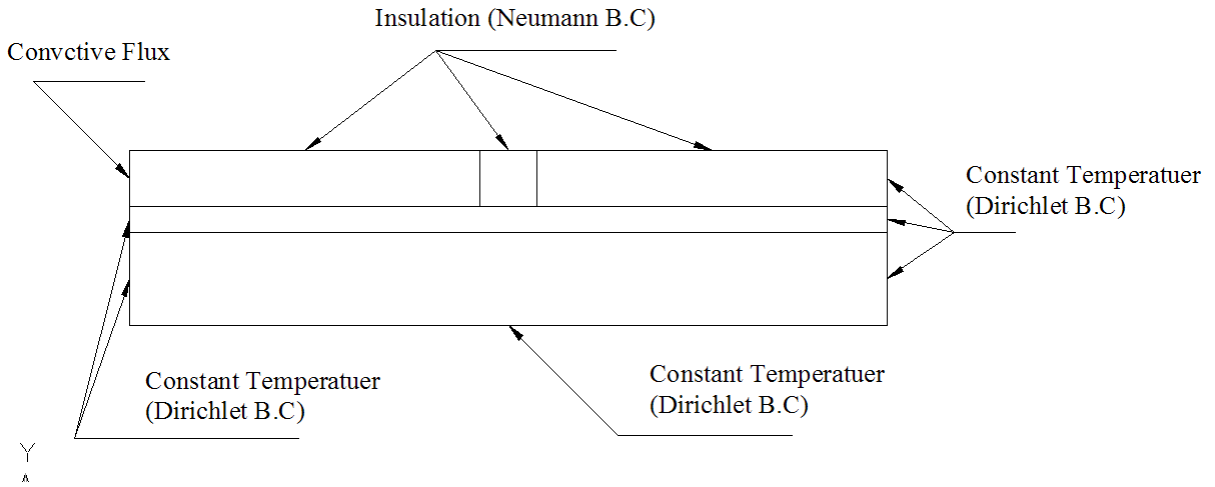 Insulation (Neumann B.C)
Convctive Flux
Constant Temperatuer
(Dirichlet B.C)
Constant Temperatuer
(Dirichlet B.C)
Constant Temperatuer
(Dirichlet B.C)
Y